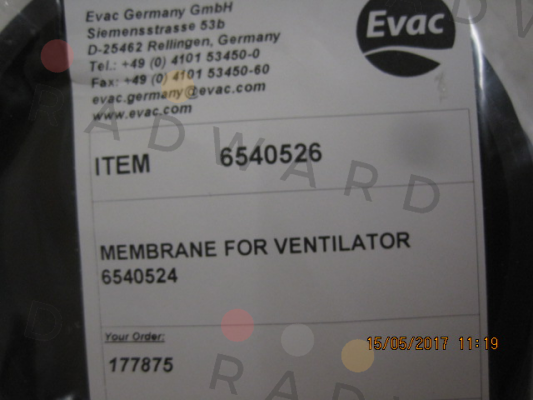 Evac Germany GmbH
Siemensstrasse 53b
D-25462 Rellingen, Germany
Tel.: +49 (0) 4101 53450-0
Fax: +49 (0) 4101 53450-60
evac.germany@evac.com
www.evac.com
Evac
ITEM 6540526
MEMBRANE FOR VENTILATOR
6540524
Your Order:
177875
15/05/2017 11:19
RADWARD